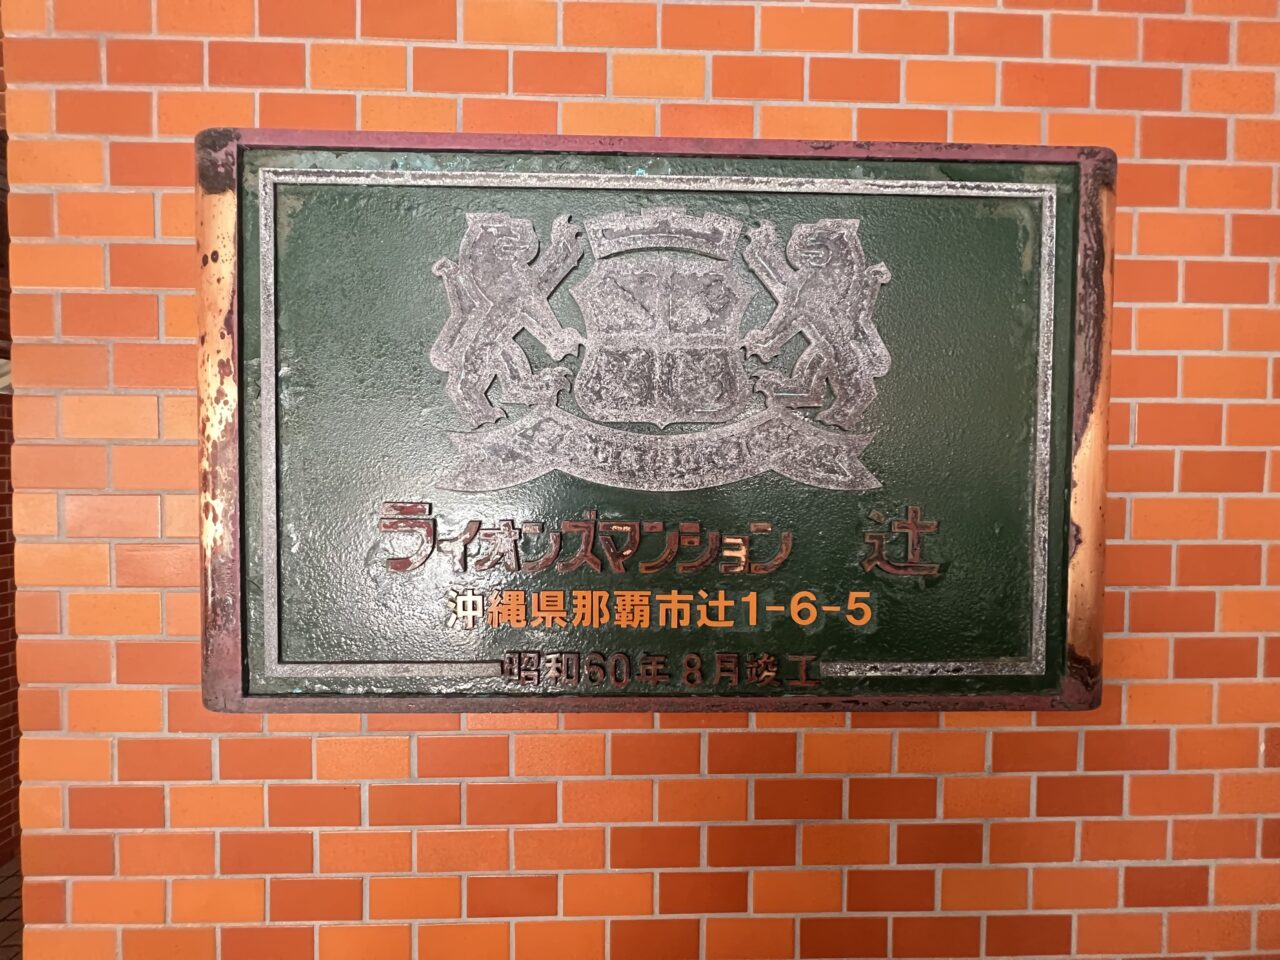 ライオンズマンション 辻
沖縄県那覇市辻1-6-5
昭和60年8月竣工